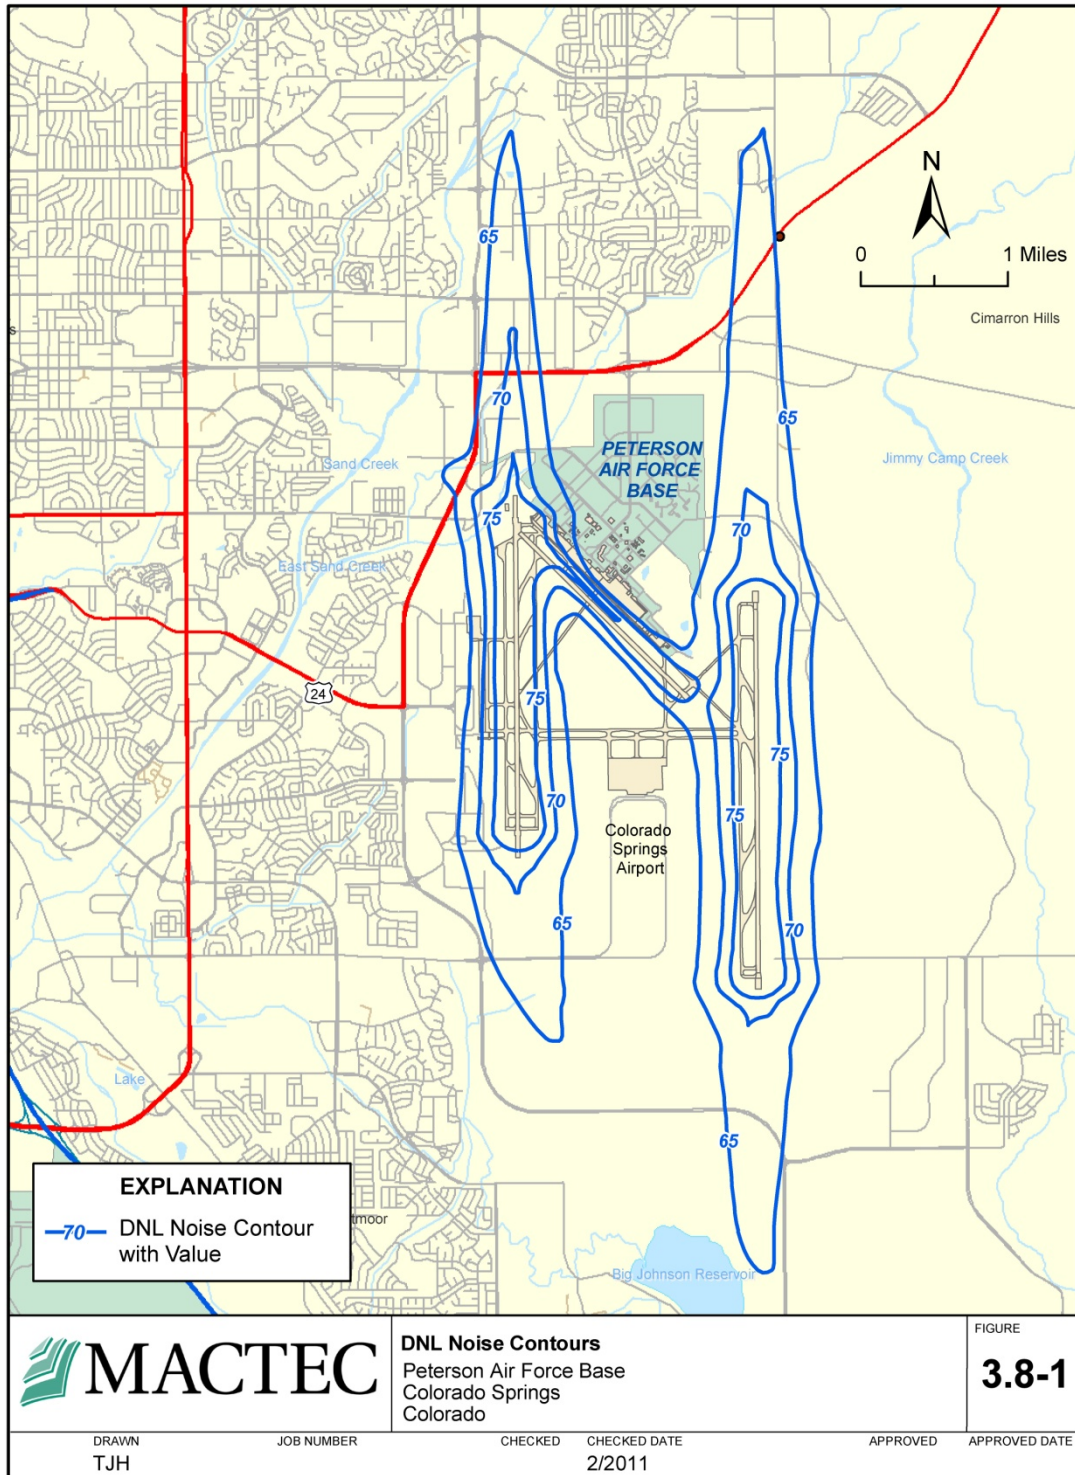 65
N
0 1 Miles
Cimarron Hills
s
70
65
PETERSON
AIR FORCE
BASE
Sand Creek
Jimmy Camp Creek
75
70
East Sand Creek
24
75
75
70
75
Colorado
Springs
Airport
65
70
Lake
65
EXPLANATION
70 DNL Noise Contour
with Value
tmoor
Big Johnson Reservoir
MACTEC
DNL Noise Contours
Peterson Air Force Base
Colorado Springs
Colorado
FIGURE
3.8-1
DRAWN JOB NUMBER CHECKED CHECKED DATE APPROVED APPROVED DATE
TJH 2/2011